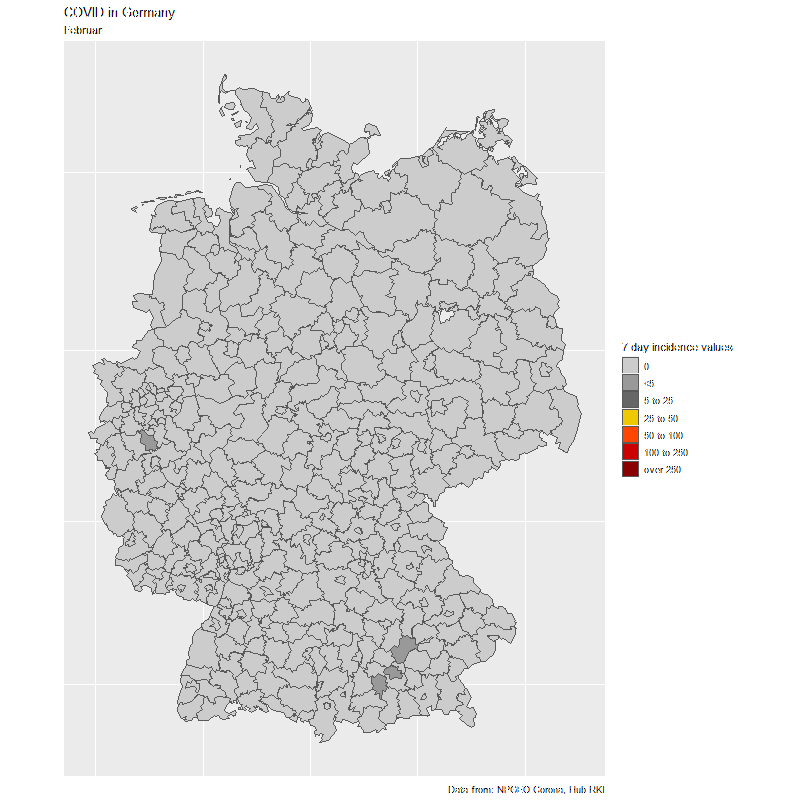 COVID in Germany
Februar
7 day incidence values
0
<5
5 to 25
25 to 50
50 to 100
100 to 250
over 250
Data from: NPGEO Corona, Hub RKI